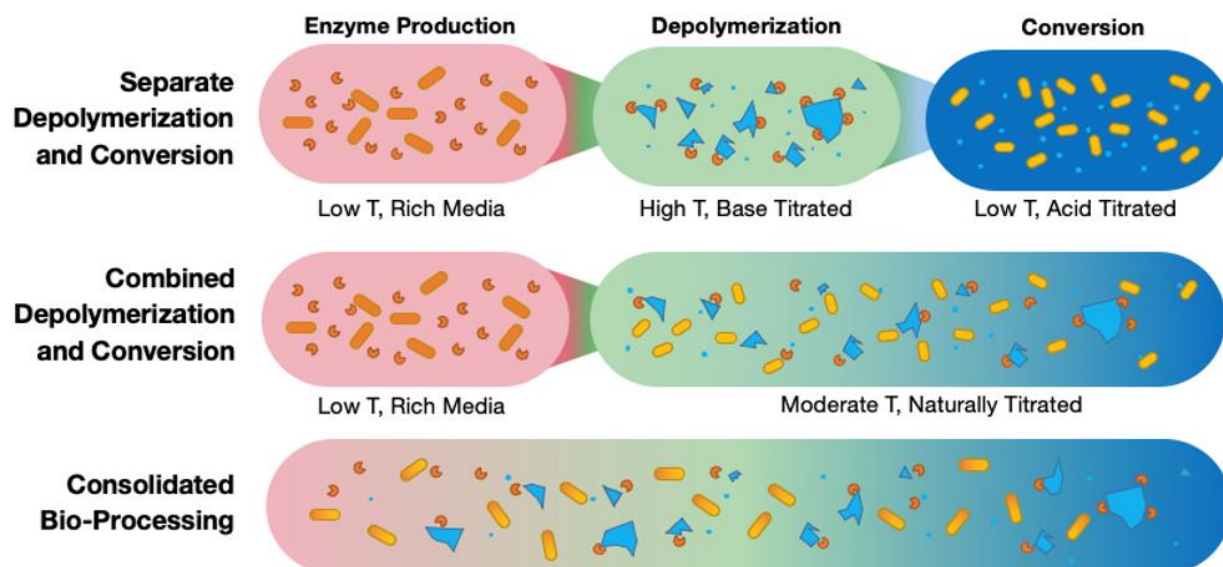 Enzyme Production
Depolymerization
Conversion
Separate
Depolymerization
and Conversion
Low T, Rich Media
High T, Base Titrated
Low T, Acid Titrated
Combined
Depolymerization
and Conversion
Low T, Rich Media
Moderate T, Naturally Titrated
Consolidated
Bio-Processing